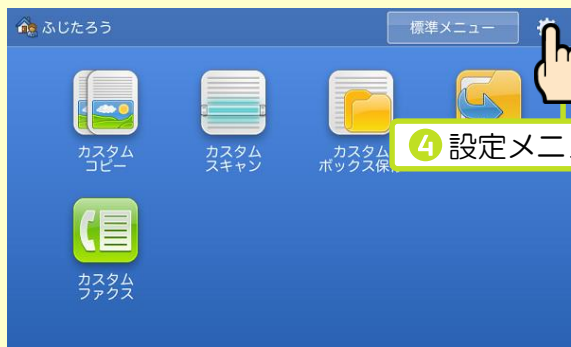 ふじたろう
標準メニュー
カスタム
コピー
カスタム
スキャン
カスタム
ボックス保
4 設定メニ
カスタム
ファクス